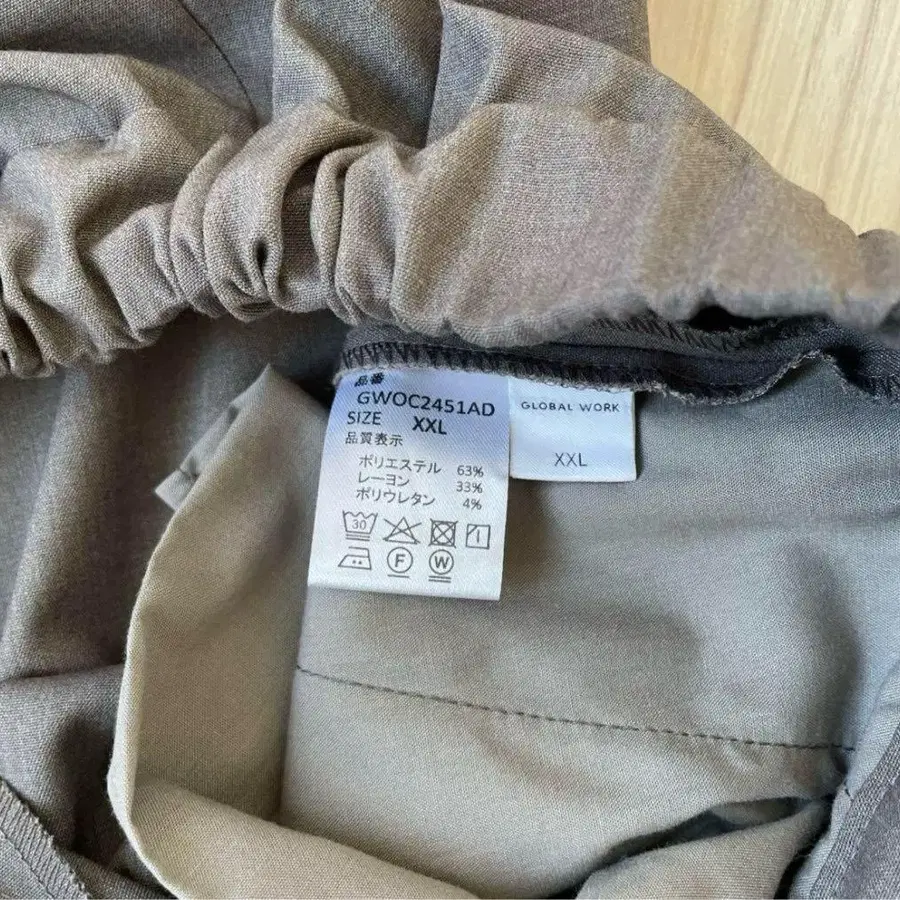 品番
GWOC2451AD
SIZE XXL
品質表示
ポリエステル 63%
レーヨン 33%
ポリウレタン 4%
30
F W
GLOBAL WORK
XXL